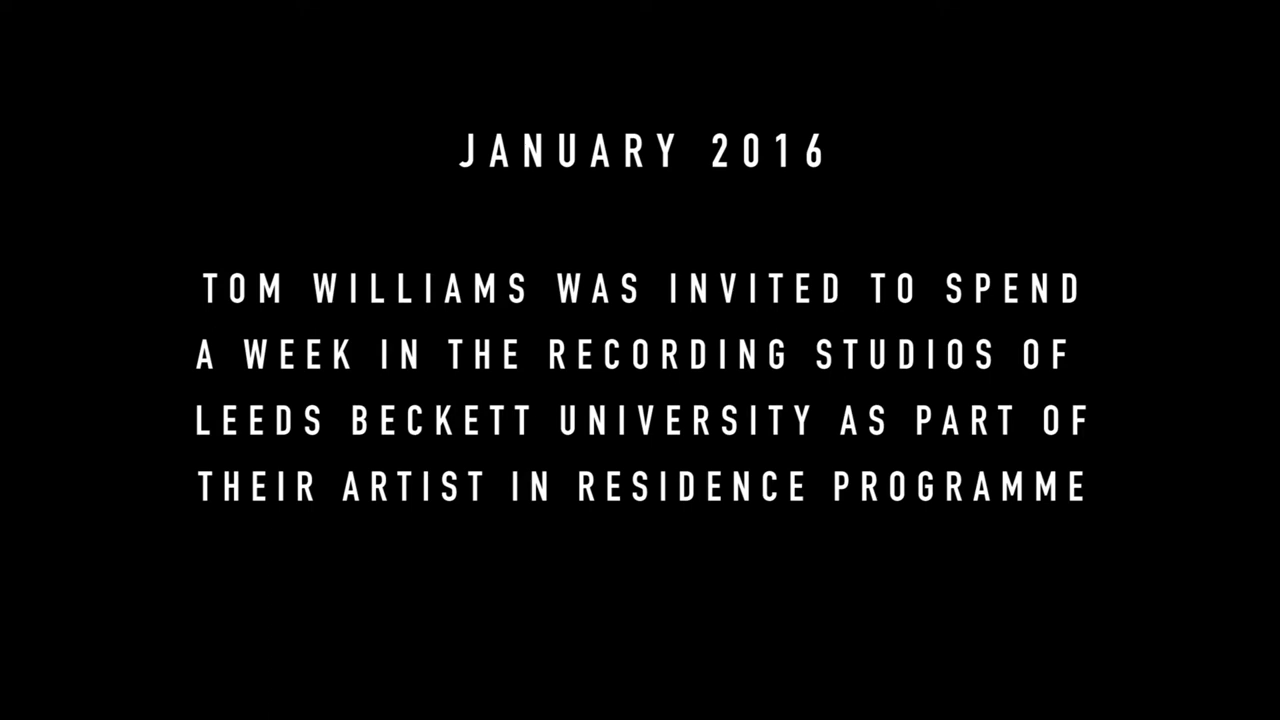 JANUARY 2016
TOM WILLIAMS WAS INVITED TO SPEND
A WEEK IN THE RECORDING STUDIOS OF
LEEDS BECKETT UNIVERSITY AS PART OF
THEIR ARTIST IN RESIDENCE PROGRAMME